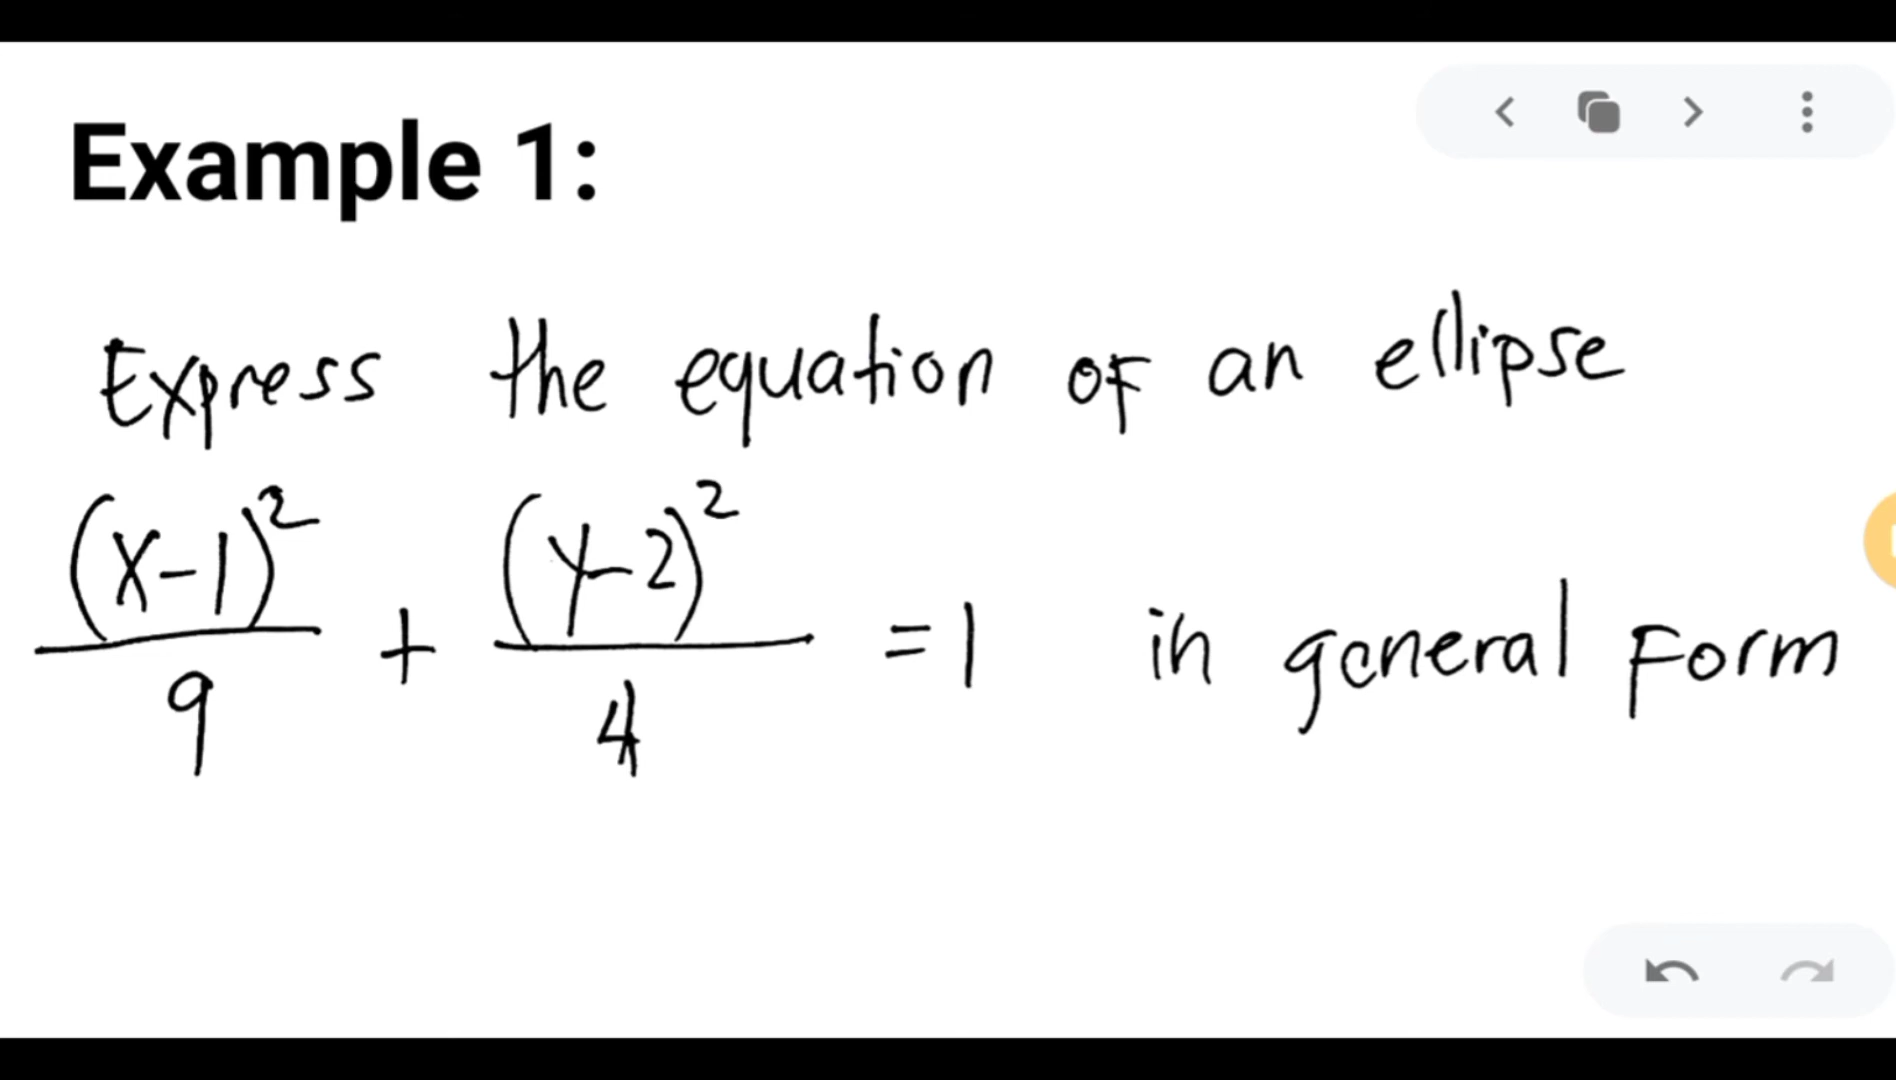 Example 1:
Express the equation of an ellipse
(x-1)²/9 + (y-2)²/4 = 1 in general form